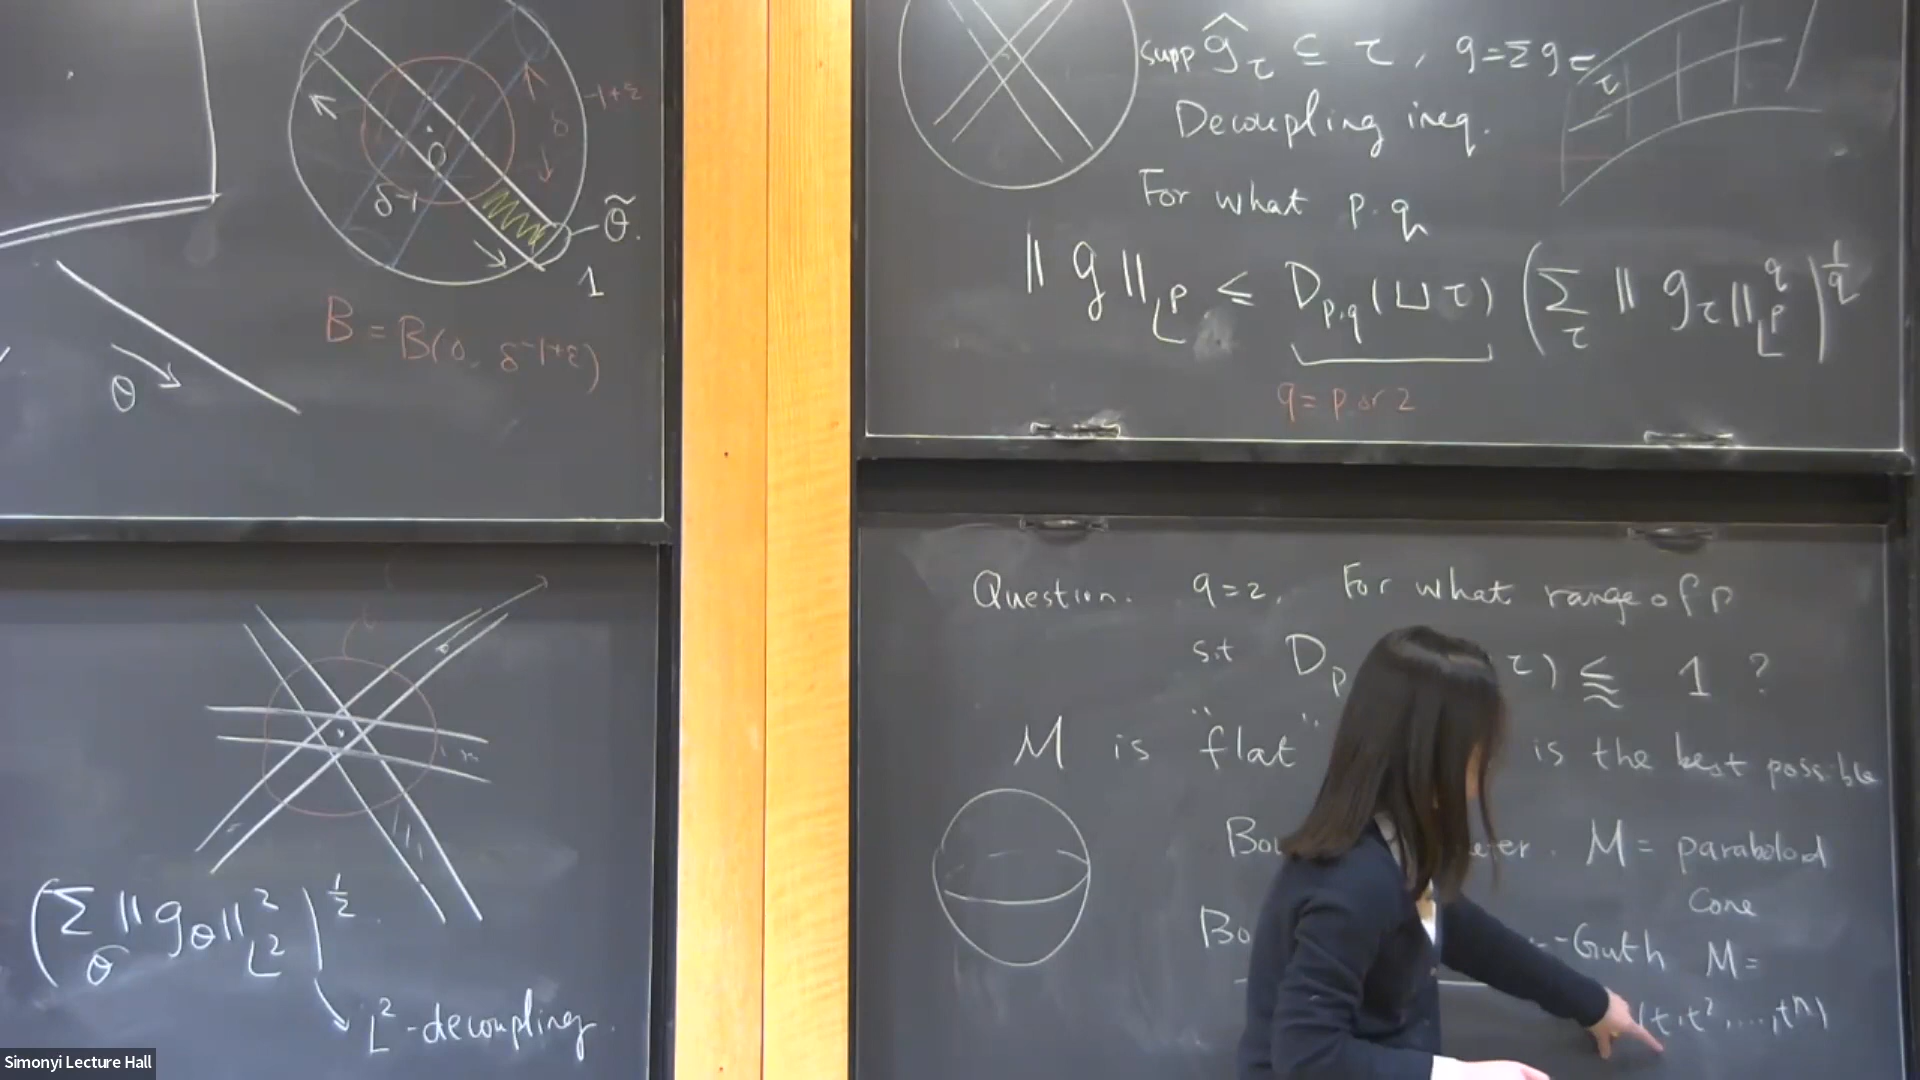 -1+ε
δ
0
δ-1
θ̃.
1
B = B(0, δ^{-1+ε})
θ
(Σ_θ ‖g_θ‖²_{L²})^{1/2}
L²-decoupling.
supp ĝ_τ ⊆ τ, g=Σg_τ
τ
Decoupling ineq.
For what p.q
‖g‖_{L^p} ≤ D_{p.q}(⊔τ) (Σ_τ ‖g_τ‖^q_{L^p})^{1/q}
q= p or 2
Question. q=2, For what range of p
s.t D_p τ) ⪅ 1 ?
M is "flat" is the best possible
M = paraboloid
Cone
--Guth M=
(t,t²,...,tⁿ)
Simonyi Lecture Hall